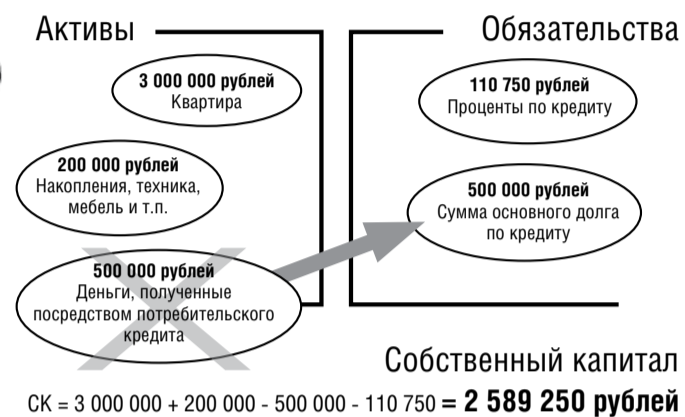 Активы
Обязательства
3 000 000 рублей
Квартира
110 750 рублей
Проценты по кредиту
200 000 рублей
Накопления, техника,
мебель и т.п.
500 000 рублей
Сумма основного долга
по кредиту
500 000 рублей
Деньги, полученные
посредством потребительского
кредита
Собственный капитал
СК = 3 000 000 + 200 000 - 500 000 - 110 750 = 2 589 250 рублей